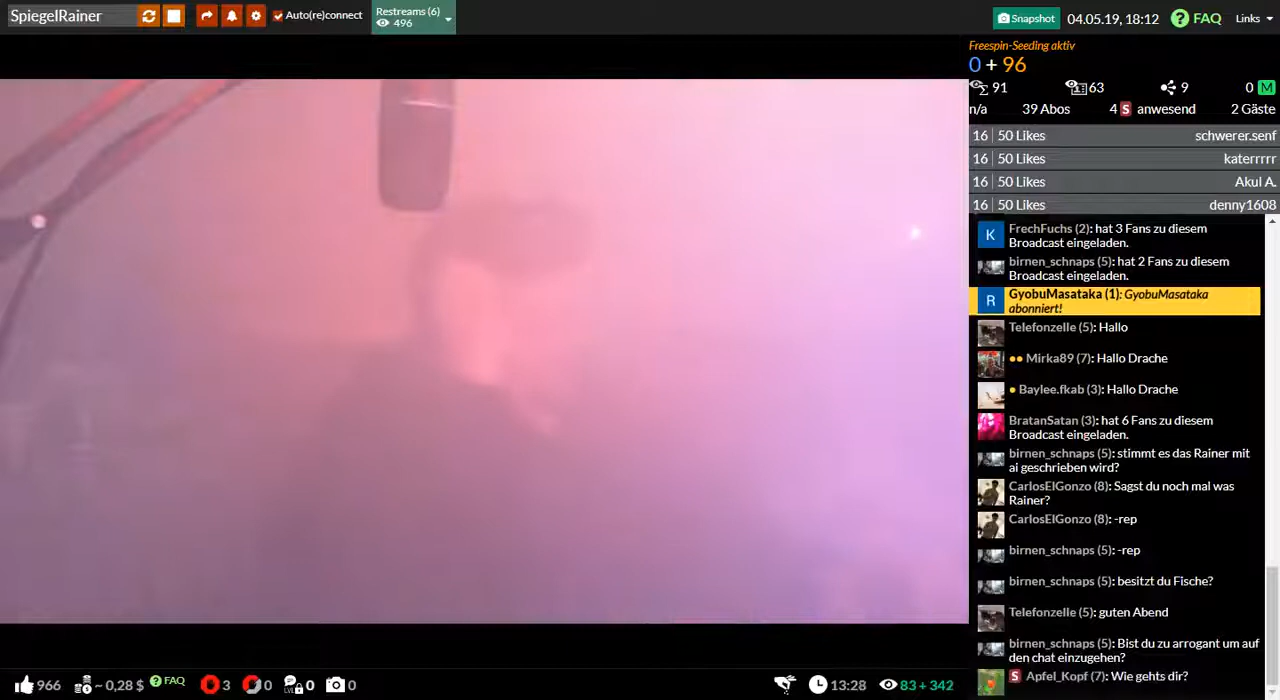 SpiegelRainer
Auto(re)connect
Restreams (6)
496
Snapshot
04.05.19, 18:12
FAQ
Links
Freespin-Seeding aktiv
0 + 96
91
63
9
0 M
n/a
39 Abos
4 S anwesend
2 Gäste
16 50 Likes schwerer.senf
16 50 Likes katerrrrr
16 50 Likes Akul A.
16 50 Likes denny1608
K FrechFuchs (2): hat 3 Fans zu diesem
Broadcast eingeladen.
birnen_schnaps (5): hat 2 Fans zu diesem
Broadcast eingeladen.
R GyobuMasataka (1): GyobuMasataka
abonniert!
Telefonzelle (5): Hallo
Mirka89 (7): Hallo Drache
Baylee.fkab (3): Hallo Drache
BratanSatan (3): hat 6 Fans zu diesem
Broadcast eingeladen.
birnen_schnaps (5): stimmt es das Rainer mit
ai geschrieben wird?
CarlosElGonzo (8): Sagst du noch mal was
Rainer?
CarlosElGonzo (8): -rep
birnen_schnaps (5): -rep
birnen_schnaps (5): besitzt du Fische?
Telefonzelle (5): guten Abend
birnen_schnaps (5): Bist du zu arrogant um auf
den chat einzugehen?
S Apfel_Kopf (7): Wie gehts dir?
966
~ 0,28 $
FAQ
3
0
LVL
0
0
13:28
83 + 342